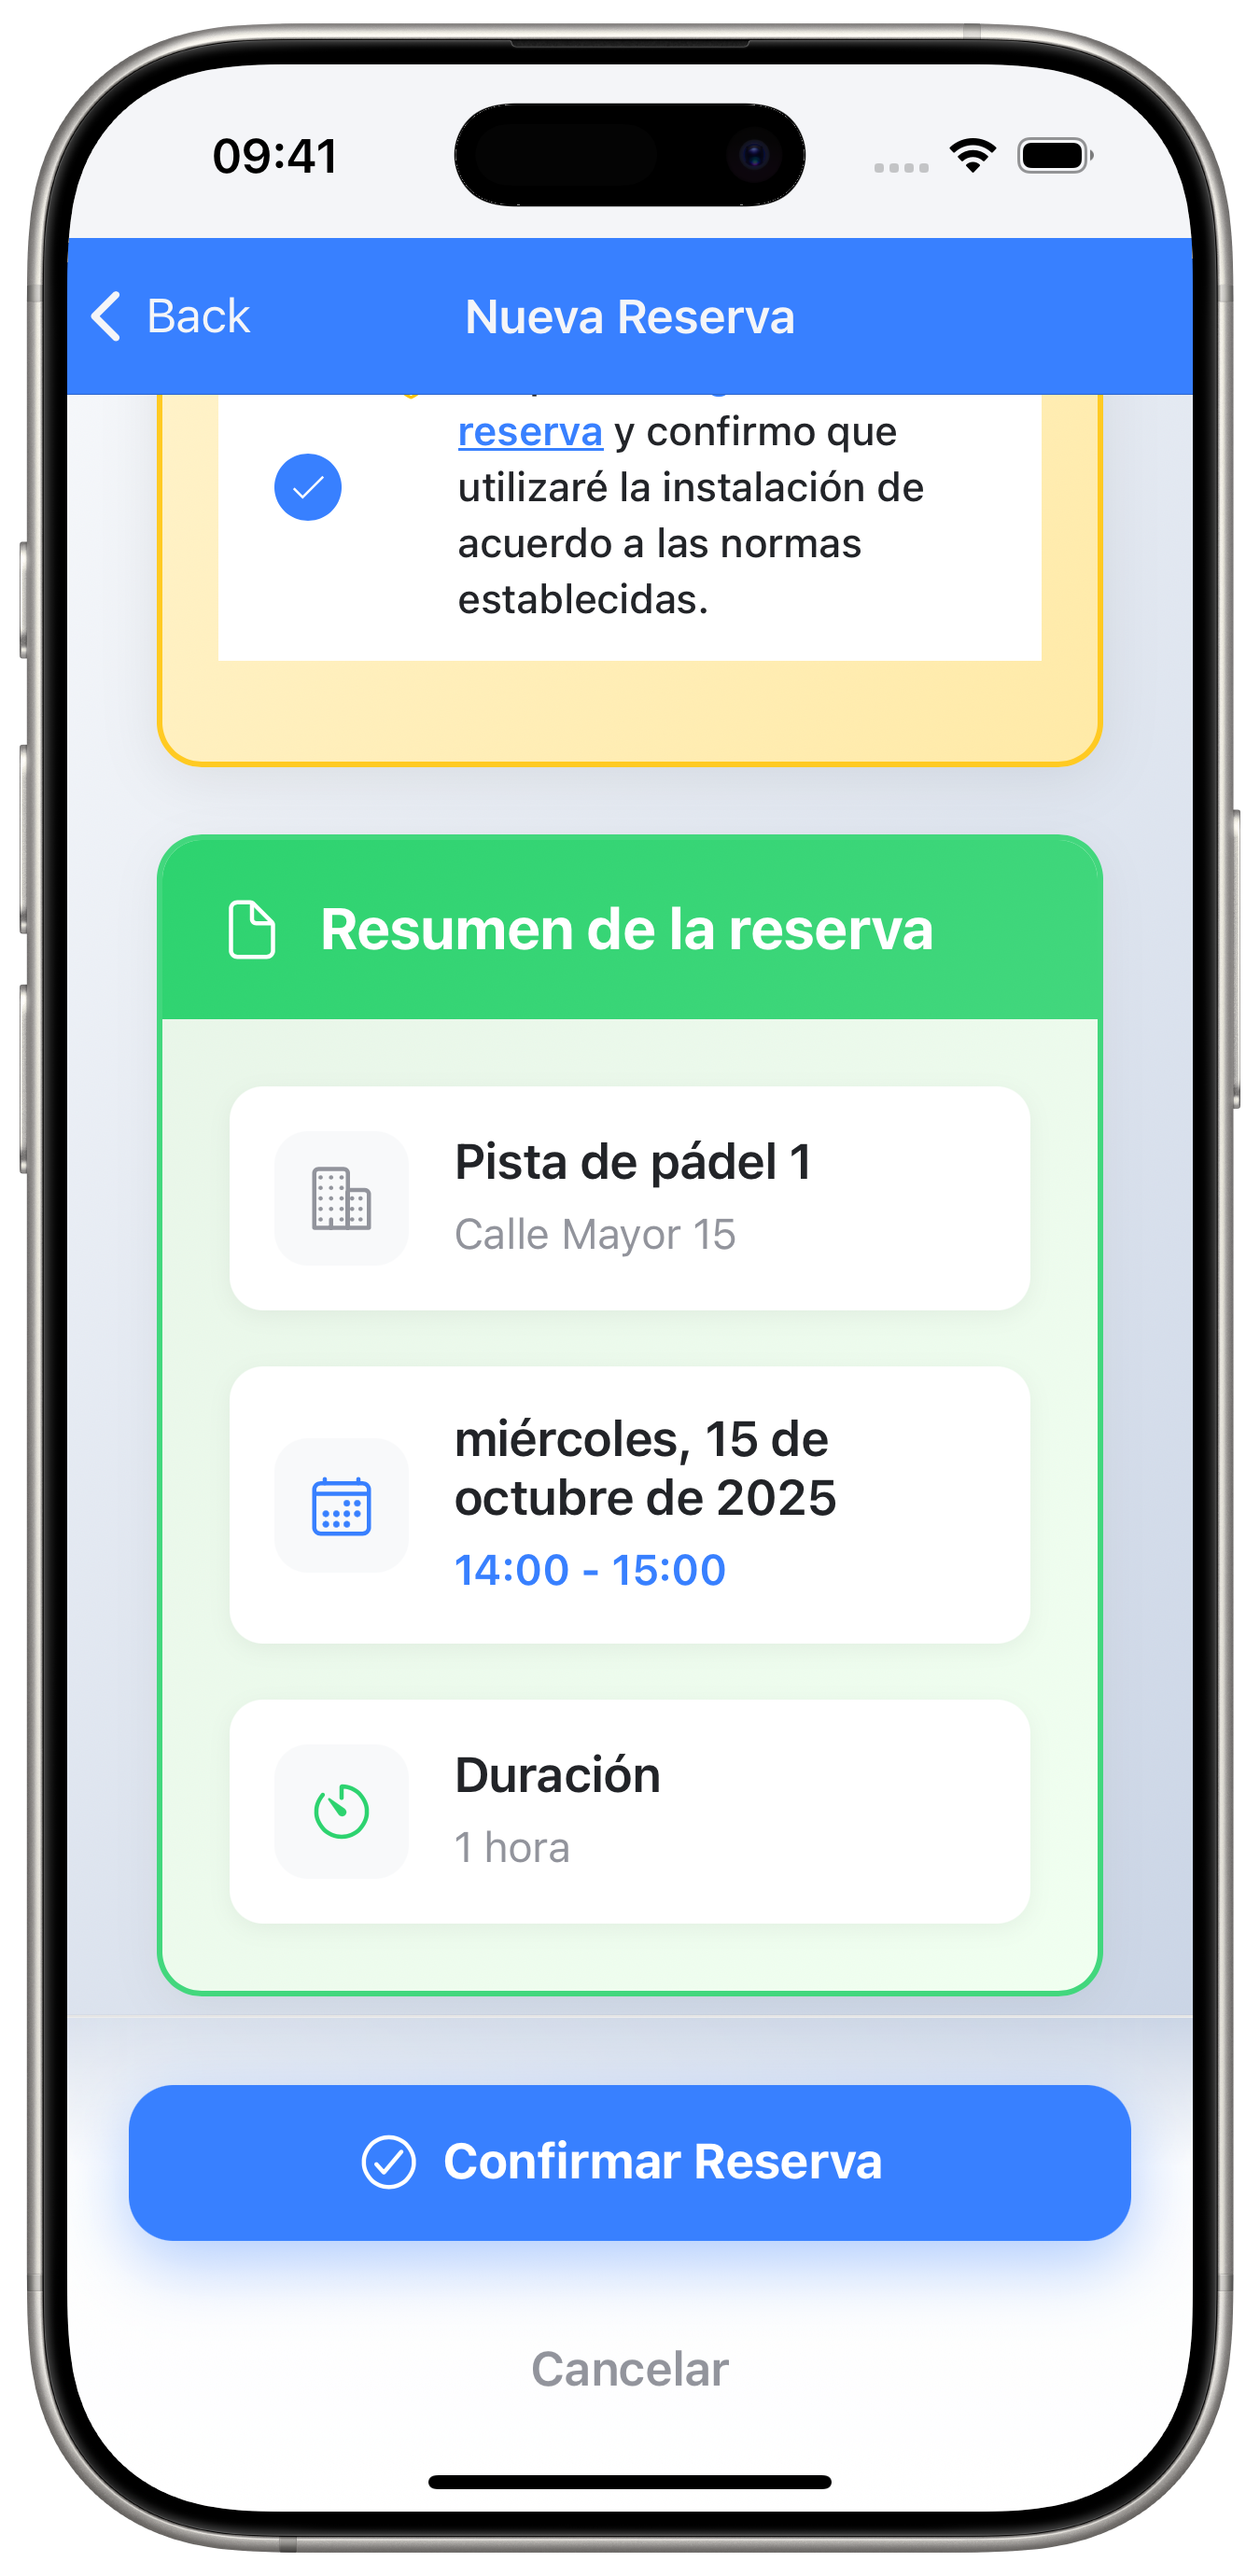 09:41
Back
Nueva Reserva
reserva y confirmo que
utilizaré la instalación de
acuerdo a las normas
establecidas.
Resumen de la reserva
Pista de pádel 1
Calle Mayor 15
miércoles, 15 de
octubre de 2025
14:00 - 15:00
Duración
1 hora
Confirmar Reserva
Cancelar